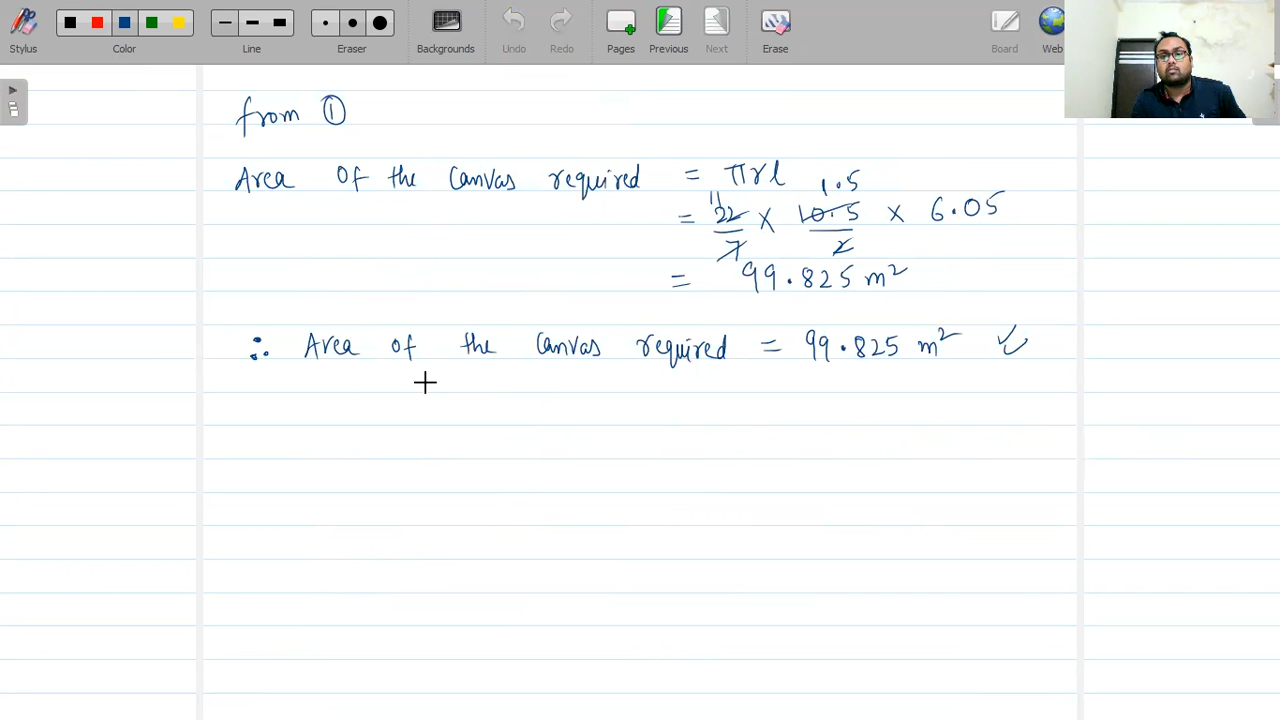 Stylus Color Line Eraser Backgrounds Undo Redo Pages Previous Next Erase Board Web
from ①
Area Of the Canvas required = πrl
1.5
11
= 22/7 × 10.5/2 × 6.05
= 99.825 m²
∴ Area of the Canvas required = 99.825 m² ✓